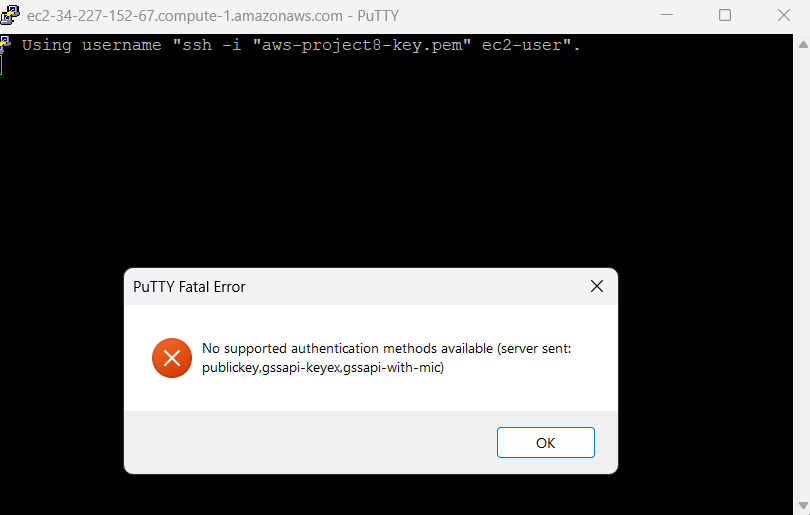 ec2-34-227-152-67.compute-1.amazonaws.com - PuTTY
Using username "ssh -i "aws-project8-key.pem" ec2-user".
PuTTY Fatal Error
No supported authentication methods available (server sent:
publickey,gssapi-keyex,gssapi-with-mic)
OK